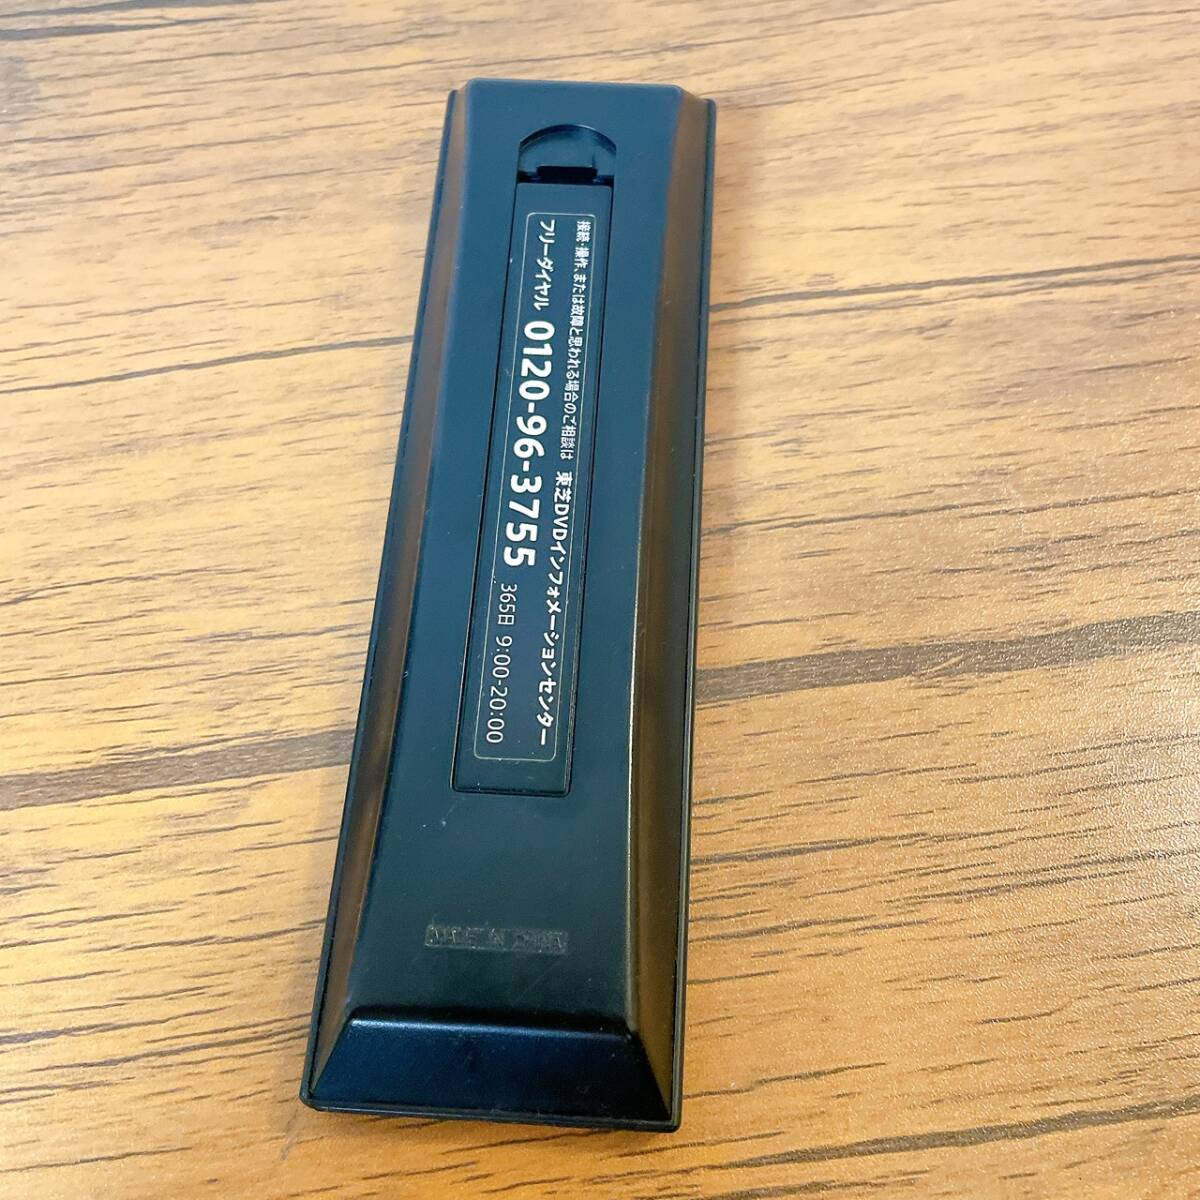 接続・操作、または故障と思われる場合のご相談は 東芝DVDインフォメーションセンター
フリーダイヤル 0120-96-3755 365日 9:00-20:00
MADE IN CHINA